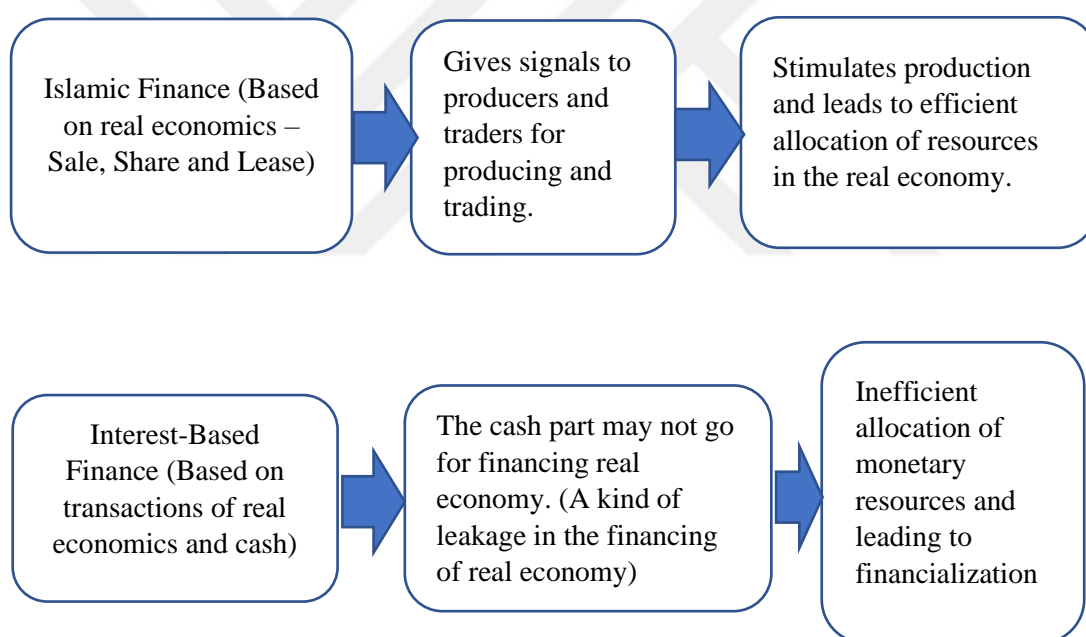 Islamic Finance (Based
on real economics –
Sale, Share and Lease)
Gives signals to
producers and
traders for
producing and
trading.
Stimulates production
and leads to efficient
allocation of resources
in the real economy.
Interest-Based
Finance (Based on
transactions of real
economics and cash)
The cash part may not go
for financing real
economy. (A kind of
leakage in the financing
of real economy)
Inefficient
allocation of
monetary
resources and
leading to
financialization